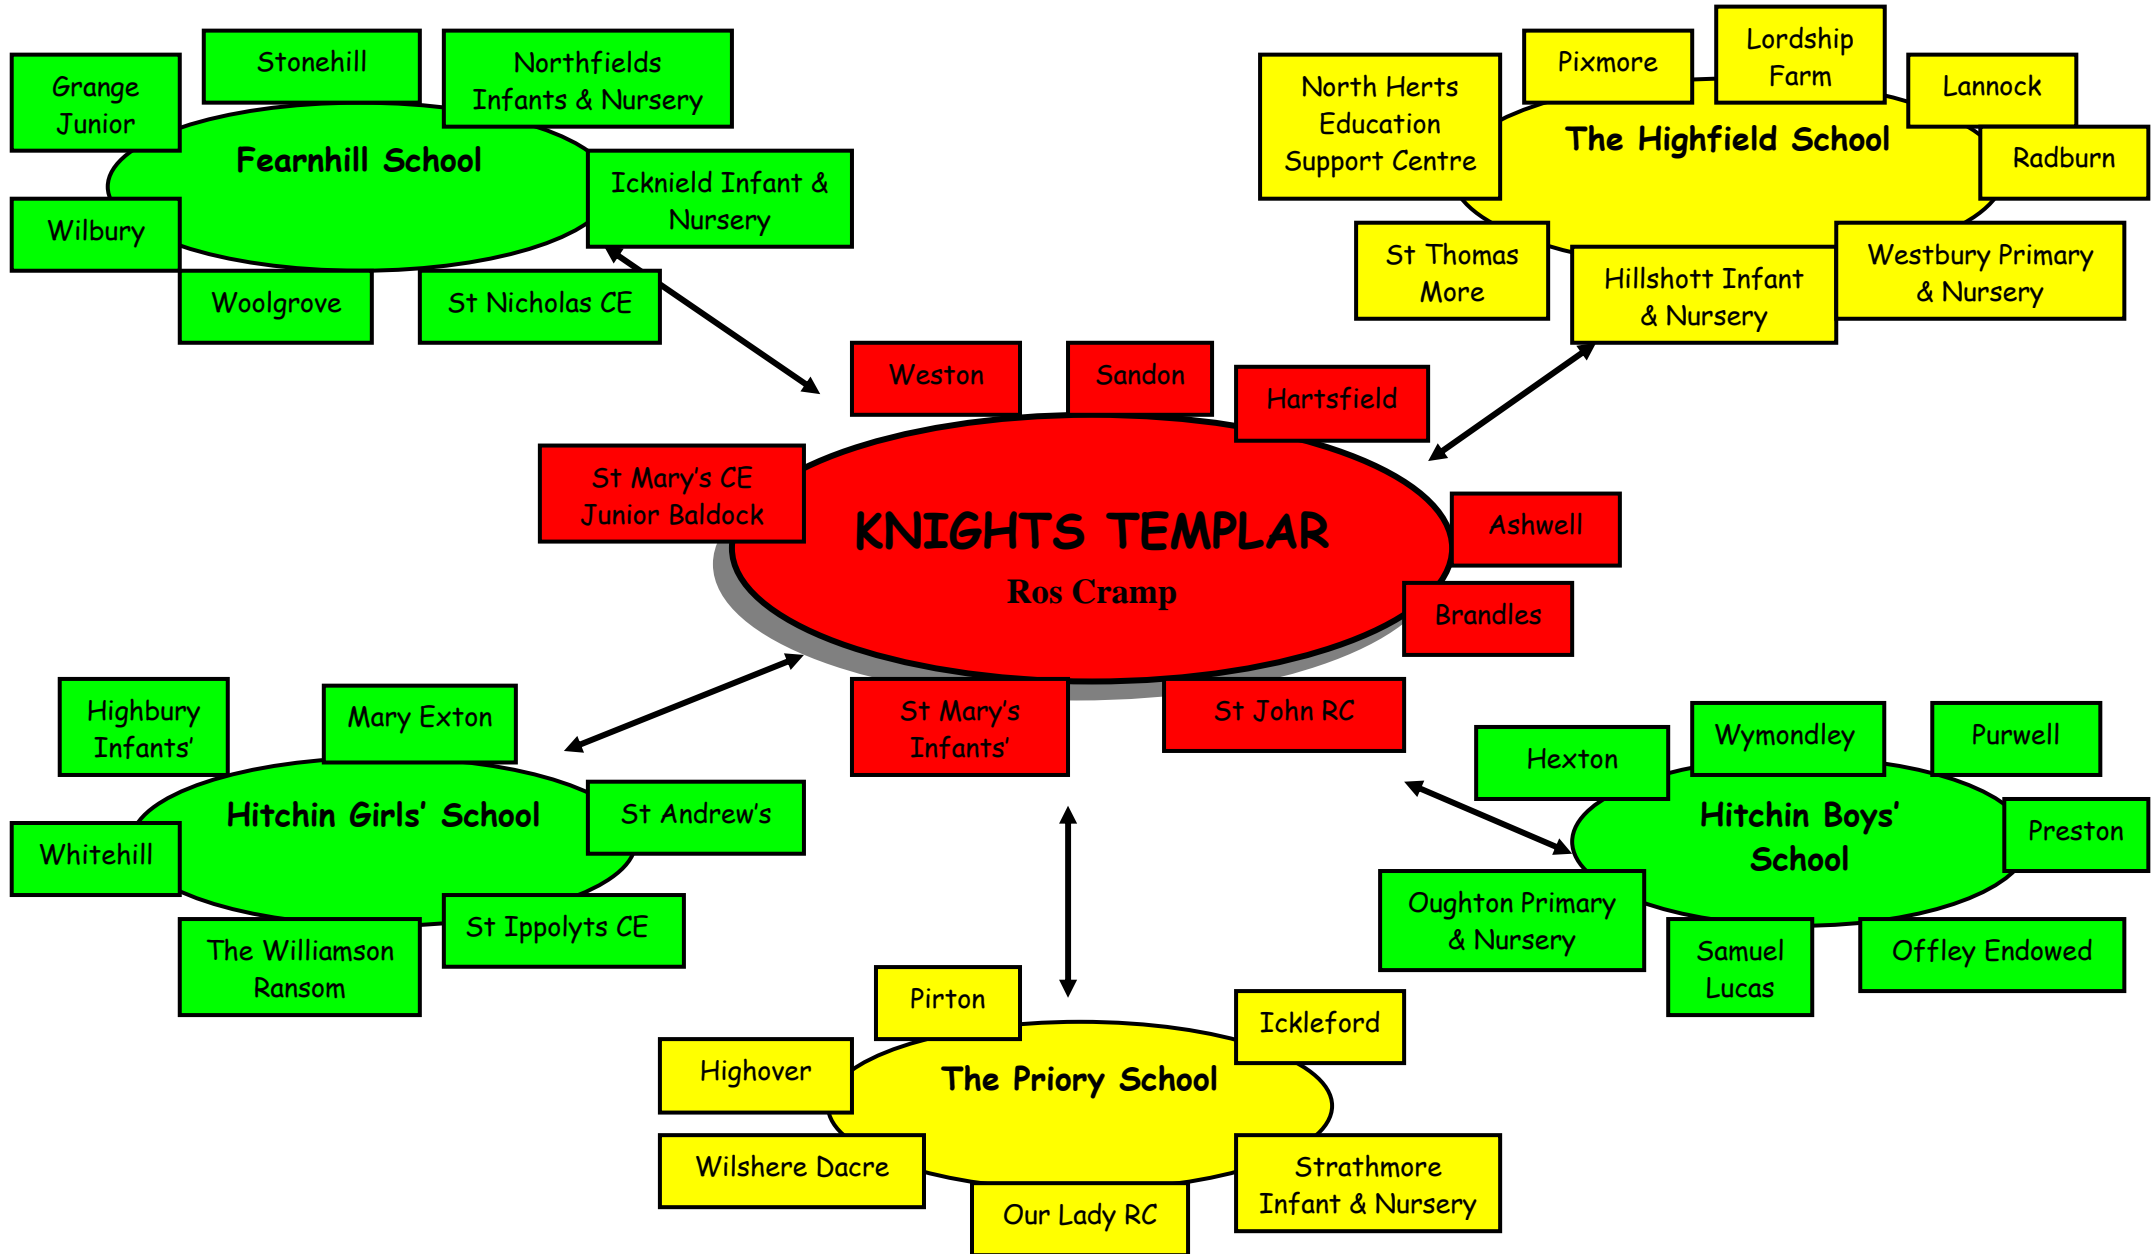 Grange
Junior
Stonehill
Northfields
Infants & Nursery
Fearnhill School
Icknield Infant &
Nursery
Wilbury
Woolgrove
St Nicholas CE
North Herts
Education
Support Centre
Pixmore
Lordship
Farm
Lannock
The Highfield School
Radburn
St Thomas
More
Hillshott Infant
& Nursery
Westbury Primary
& Nursery
Weston
Sandon
Hartsfield
St Mary's CE
Junior Baldock
KNIGHTS TEMPLAR
Ros Cramp
Ashwell
Brandles
St Mary's
Infants'
St John RC
Highbury
Infants'
Mary Exton
Hitchin Girls' School
St Andrew's
Whitehill
The Williamson
Ransom
St Ippolyts CE
Hexton
Wymondley
Purwell
Hitchin Boys'
School
Preston
Oughton Primary
& Nursery
Samuel
Lucas
Offley Endowed
Pirton
Ickleford
Highover
The Priory School
Wilshere Dacre
Our Lady RC
Strathmore
Infant & Nursery